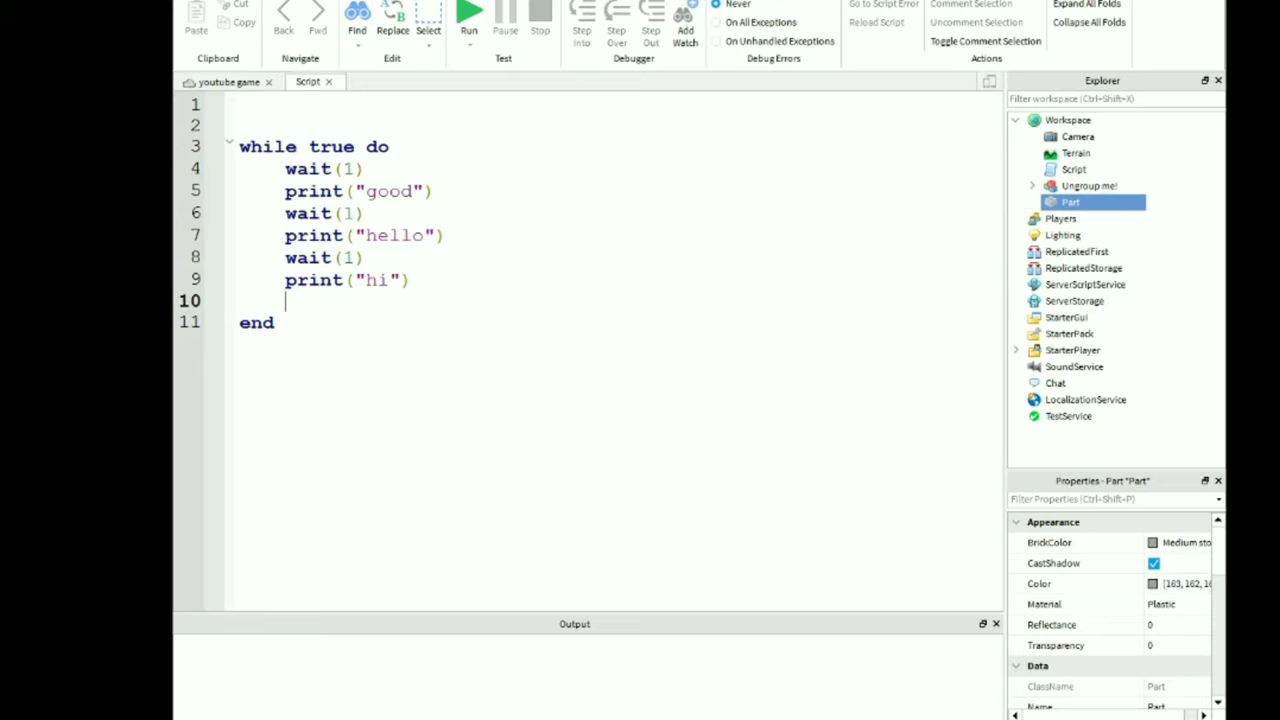 Cut
Never
Go to Script Error
Comment Selection
Expand All Folds
Paste
Copy
Back
Fwd
Find
Replace
Select
Run
Pause
Stop
Step Into
Step Over
Step Out
Add Watch
On All Exceptions
Reload Script
Uncomment Selection
Collapse All Folds
On Unhandled Exceptions
Toggle Comment Selection
Clipboard
Navigate
Edit
Test
Debugger
Debug Errors
Actions
youtube game
Script
1
2
3 while true do
4 wait(1)
5 print("good")
6 wait(1)
7 print("hello")
8 wait(1)
9 print("hi")
10
11 end
Output
Explorer
Filter workspace (Ctrl+Shift+X)
Workspace
Camera
Terrain
Script
Ungroup me!
Part
Players
Lighting
ReplicatedFirst
ReplicatedStorage
ServerScriptService
ServerStorage
StarterGui
StarterPack
StarterPlayer
SoundService
Chat
LocalizationService
TestService
Properties - Part "Part"
Filter Properties (Ctrl+Shift+P)
Appearance
BrickColor Medium sto
CastShadow
Color [163, 162, 16
Material Plastic
Reflectance 0
Transparency 0
Data
ClassName Part
Name Part